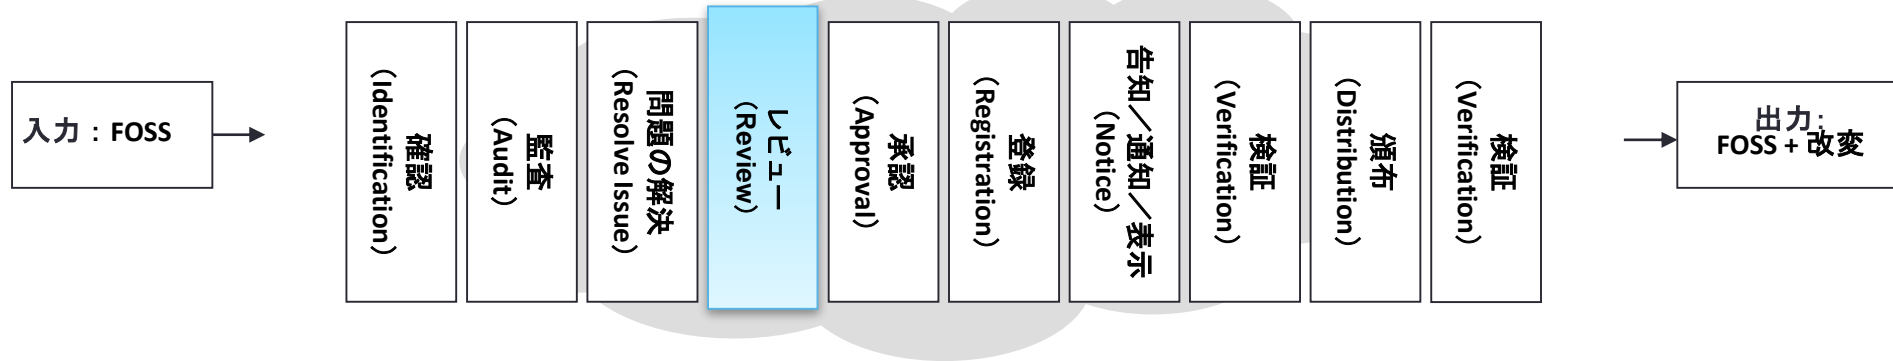 入力：FOSS
確認
（Identification）
監査
（Audit）
問題の解決
（Resolve Issue）
レビュー
（Review）
承認
（Approval）
登録
（Registration）
告知／通知／表示
（Notice）
検証
（Verification）
頒布
（Distribution）
検証
（Verification）
出力:
FOSS + 改変